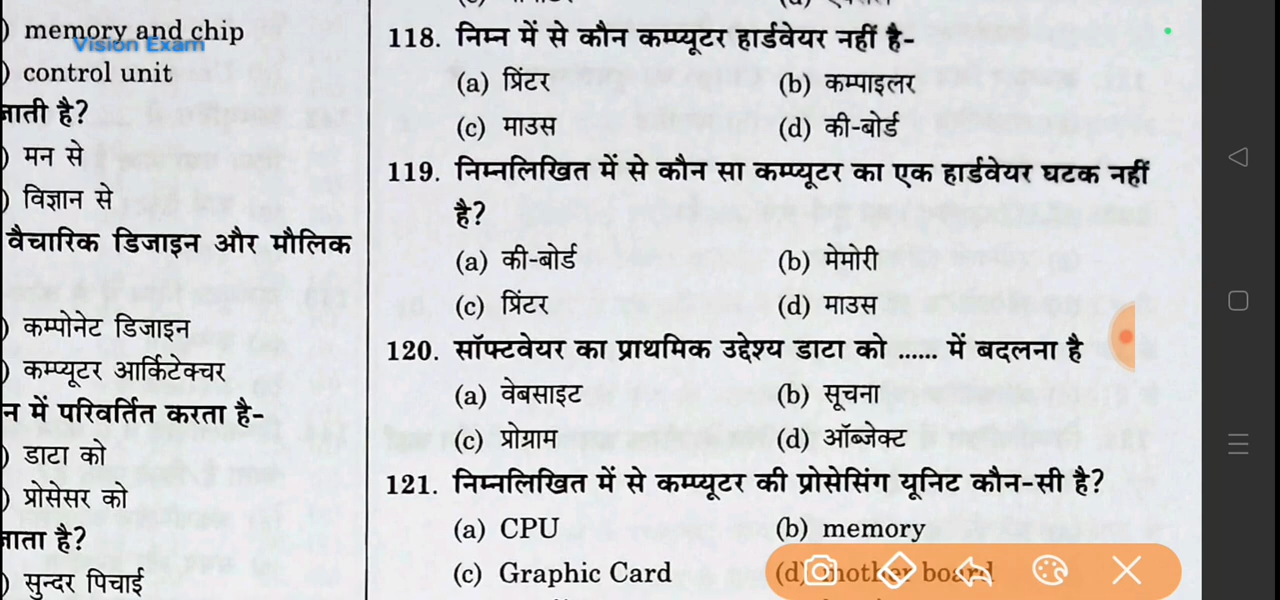 ) memory and chip
Vision Exam
) control unit
जाती है?
) मन से
) विज्ञान से
वैचारिक डिजाइन और मौलिक
) कम्पोनेट डिजाइन
) कम्प्यूटर आर्किटेक्चर
न में परिवर्तित करता है-
) डाटा को
) प्रोसेसर को
जाता है?
) सुन्दर पिचाई
118. निम्न में से कौन कम्प्यूटर हार्डवेयर नहीं है-
(a) प्रिंटर (b) कम्पाइलर
(c) माउस (d) की-बोर्ड
119. निम्नलिखित में से कौन सा कम्प्यूटर का एक हार्डवेयर घटक नहीं
है?
(a) की-बोर्ड (b) मेमोरी
(c) प्रिंटर (d) माउस
120. सॉफ्टवेयर का प्राथमिक उद्देश्य डाटा को ...... में बदलना है
(a) वेबसाइट (b) सूचना
(c) प्रोग्राम (d) ऑब्जेक्ट
121. निम्नलिखित में से कम्प्यूटर की प्रोसेसिंग यूनिट कौन-सी है?
(a) CPU (b) memory
(c) Graphic Card (d) mother board